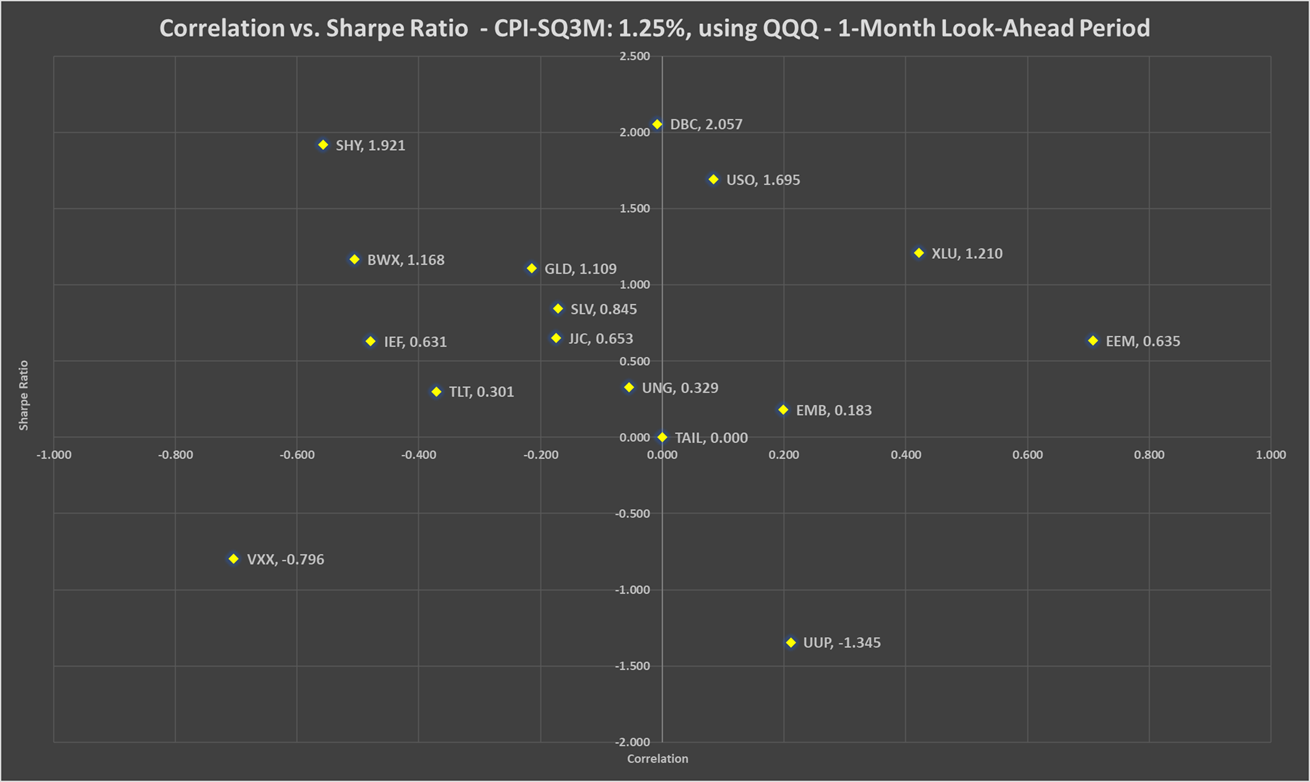 Correlation vs. Sharpe Ratio - CPI-SQ3M: 1.25%, using QQQ - 1-Month Look-Ahead Period
2.500
DBC, 2.057
2.000
SHY, 1.921
USO, 1.695
1.500
XLU, 1.210
BWX, 1.168
GLD, 1.109
1.000
SLV, 0.845
JJC, 0.653
IEF, 0.631
EEM, 0.635
0.500
UNG, 0.329
TLT, 0.301
EMB, 0.183
Sharpe Ratio
0.000
TAIL, 0.000
-1.000 -0.800 -0.600 -0.400 -0.200 0.000 0.200 0.400 0.600 0.800 1.000
-0.500
VXX, -0.796
-1.000
UUP, -1.345
-1.500
-2.000
Correlation